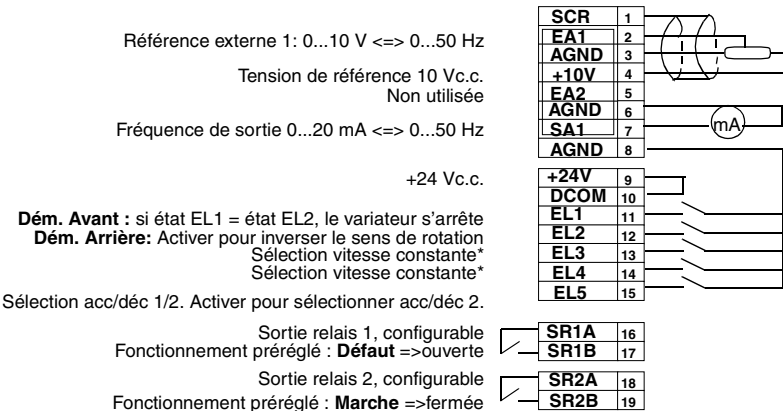 SCR 1
Référence externe 1: 0...10 V <=> 0...50 Hz EA1 2
AGND 3
Tension de référence 10 Vc.c. +10V 4
Non utilisée EA2 5
AGND 6
Fréquence de sortie 0...20 mA <=> 0...50 Hz SA1 7
mA
AGND 8
+24 Vc.c. +24V 9
DCOM 10
Dém. Avant : si état EL1 = état EL2, le variateur s'arrête EL1 11
Dém. Arrière: Activer pour inverser le sens de rotation EL2 12
Sélection vitesse constante* EL3 13
Sélection vitesse constante* EL4 14
Sélection acc/déc 1/2. Activer pour sélectionner acc/déc 2. EL5 15
Sortie relais 1, configurable SR1A 16
Fonctionnement préréglé : Défaut =>ouverte SR1B 17
Sortie relais 2, configurable SR2A 18
Fonctionnement préréglé : Marche =>fermée SR2B 19